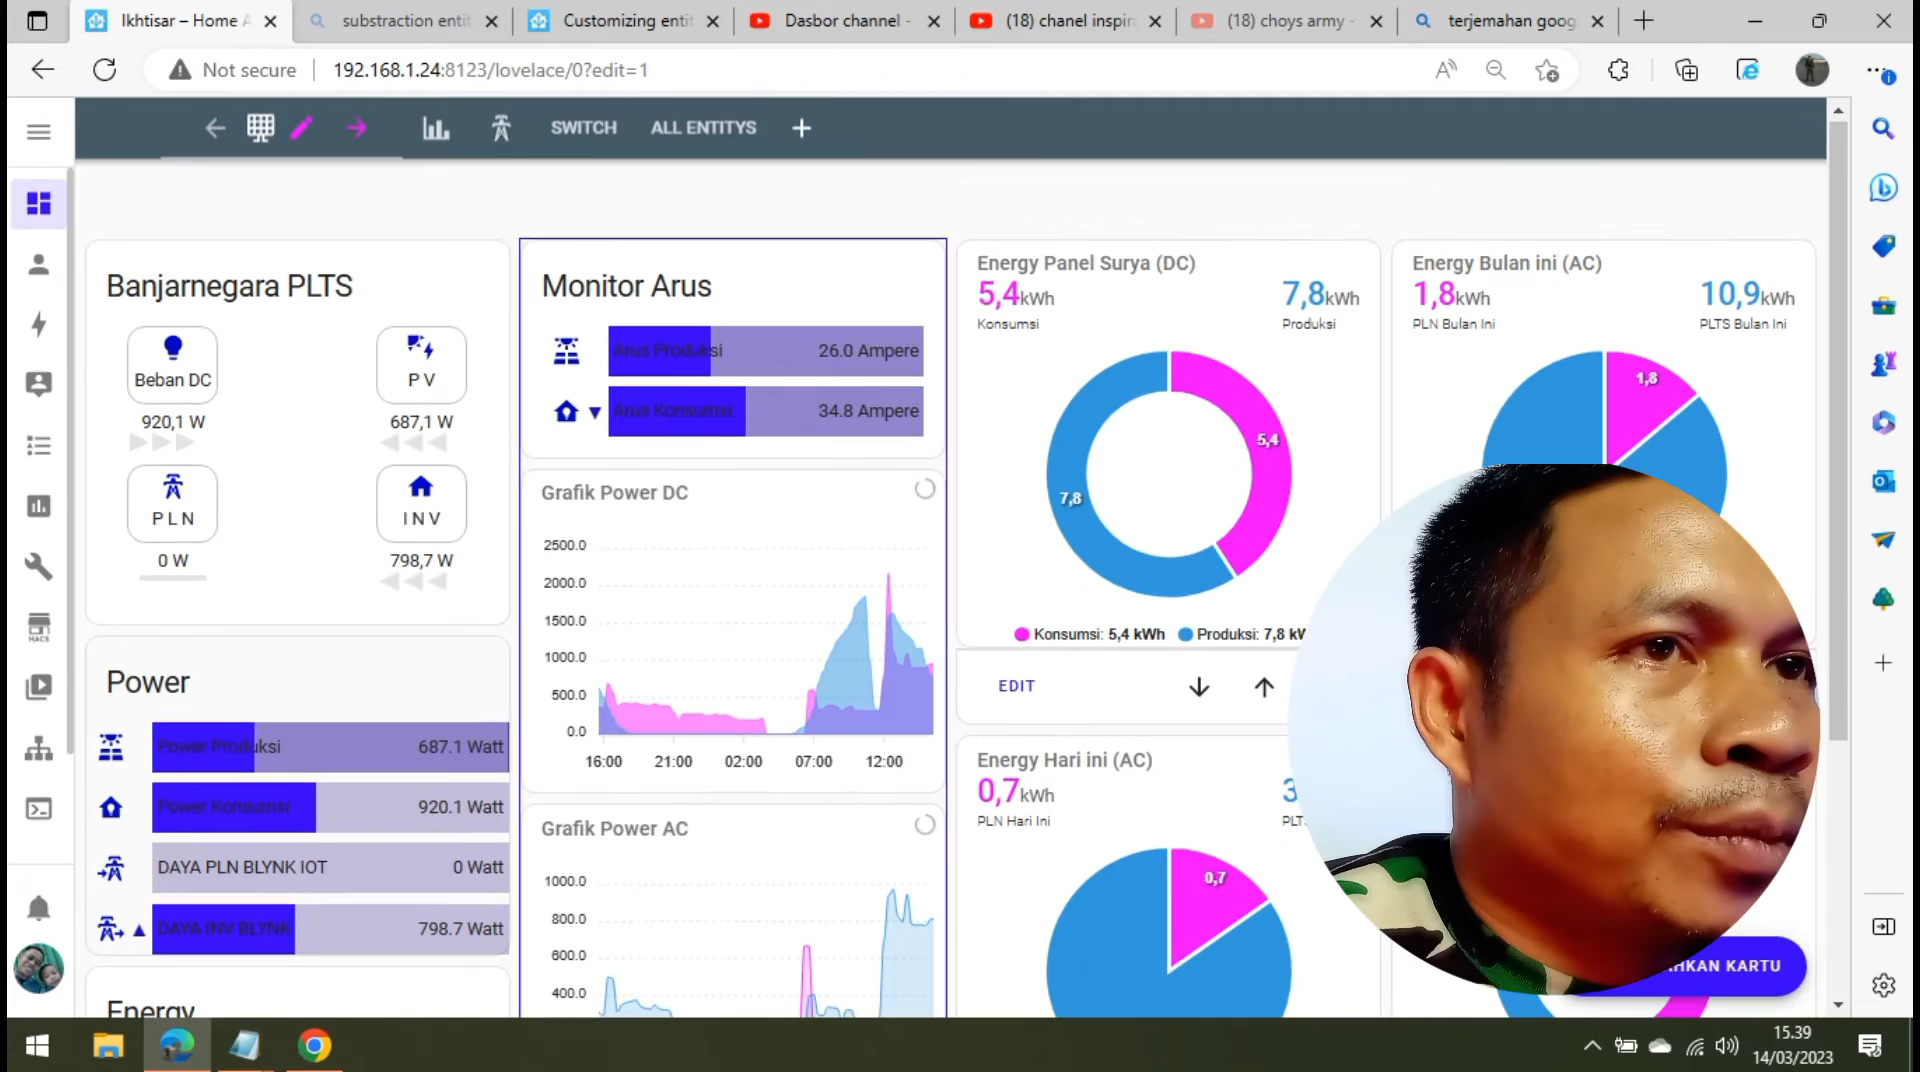 Ikhtisar – Home A
substraction entit
Customizing entit
Dasbor channel -
(18) chanel inspira
(18) choys army -
terjemahan goog
Not secure
192.168.1.24:8123/lovelace/0?edit=1
SWITCH
ALL ENTITYS
HACS
Banjarnegara PLTS
Beban DC
920,1 W
P V
687,1 W
P L N
0 W
I N V
798,7 W
Power
Power Produksi
687.1 Watt
Power Konsumsi
920.1 Watt
DAYA PLN BLYNK IOT
0 Watt
DAYA INV BLYNK
798.7 Watt
Energy
Monitor Arus
Arus Produksi
26.0 Ampere
Arus Konsumsi
34.8 Ampere
Grafik Power DC
2500.0
2000.0
1500.0
1000.0
500.0
0.0
16:00
21:00
02:00
07:00
12:00
Grafik Power AC
1000.0
800.0
600.0
400.0
Energy Panel Surya (DC)
5,4kWh
Konsumsi
7,8kWh
Produksi
5,4
7,8
Konsumsi: 5,4 kWh
Produksi: 7,8 kW
EDIT
Energy Hari ini (AC)
0,7kWh
PLN Hari Ini
3
PLT
0,7
Energy Bulan ini (AC)
1,8kWh
PLN Bulan Ini
10,9kWh
PLTS Bulan Ini
1,8
KARTU
15.39
14/03/2023